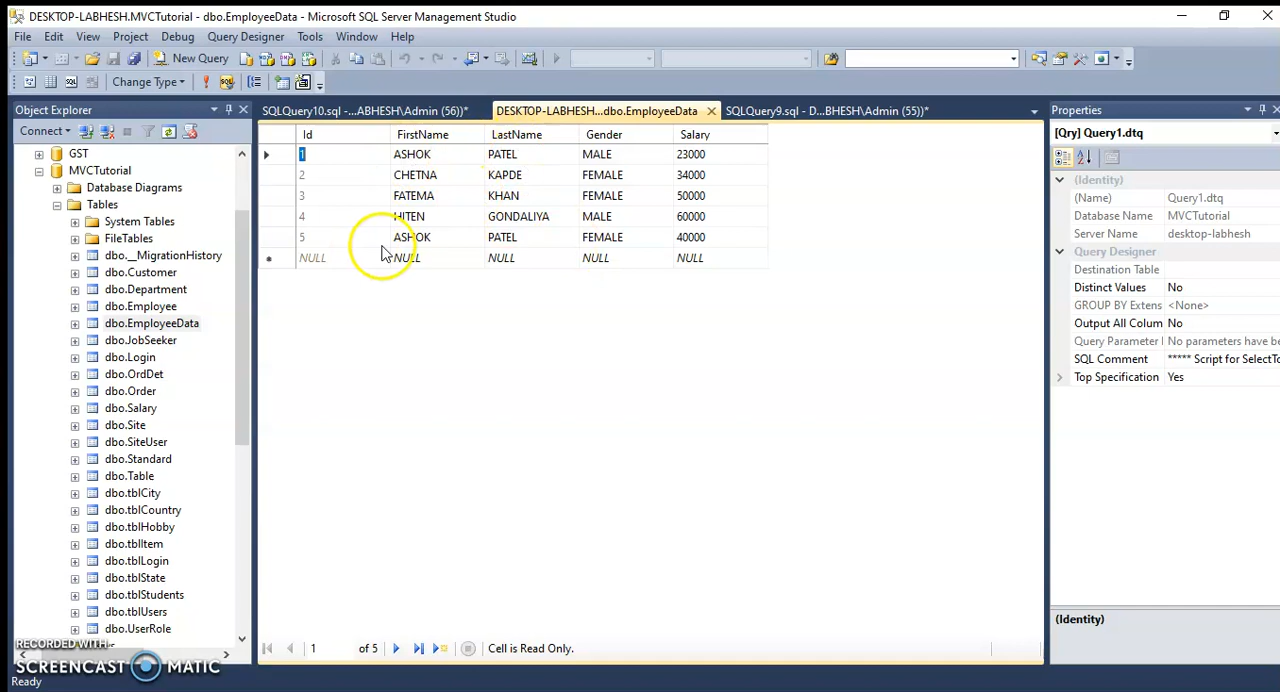 DESKTOP-LABHESH.MVCTutorial - dbo.EmployeeData - Microsoft SQL Server Management Studio
File Edit View Project Debug Query Designer Tools Window Help
New Query
Change Type
Object Explorer
SQLQuery10.sql -...ABHESH\Admin (56))*
DESKTOP-LABHESH...dbo.EmployeeData
SQLQuery9.sql - D...BHESH\Admin (55))*
Properties
Connect
GST
MVCTutorial
Database Diagrams
Tables
System Tables
FileTables
dbo.__MigrationHistory
dbo.Customer
dbo.Department
dbo.Employee
dbo.EmployeeData
dbo.JobSeeker
dbo.Login
dbo.OrdDet
dbo.Order
dbo.Salary
dbo.Site
dbo.SiteUser
dbo.Standard
dbo.Table
dbo.tblCity
dbo.tblCountry
dbo.tblHobby
dbo.tblItem
dbo.tblLogin
dbo.tblState
dbo.tblStudents
dbo.tblUsers
dbo.UserRole
Id FirstName LastName Gender Salary
1 ASHOK PATEL MALE 23000
2 CHETNA KAPDE FEMALE 34000
3 FATEMA KHAN FEMALE 50000
4 HITEN GONDALIYA MALE 60000
5 ASHOK PATEL FEMALE 40000
NULL NULL NULL NULL NULL
1 of 5 Cell is Read Only.
[Qry] Query1.dtq
(Identity)
(Name) Query1.dtq
Database Name MVCTutorial
Server Name desktop-labhesh
Query Designer
Destination Table
Distinct Values No
GROUP BY Extens <None>
Output All Colum No
Query Parameter No parameters have be
SQL Comment ***** Script for SelectTo
Top Specification Yes
(Identity)
RECORDED WITH
SCREENCAST MATIC
Ready